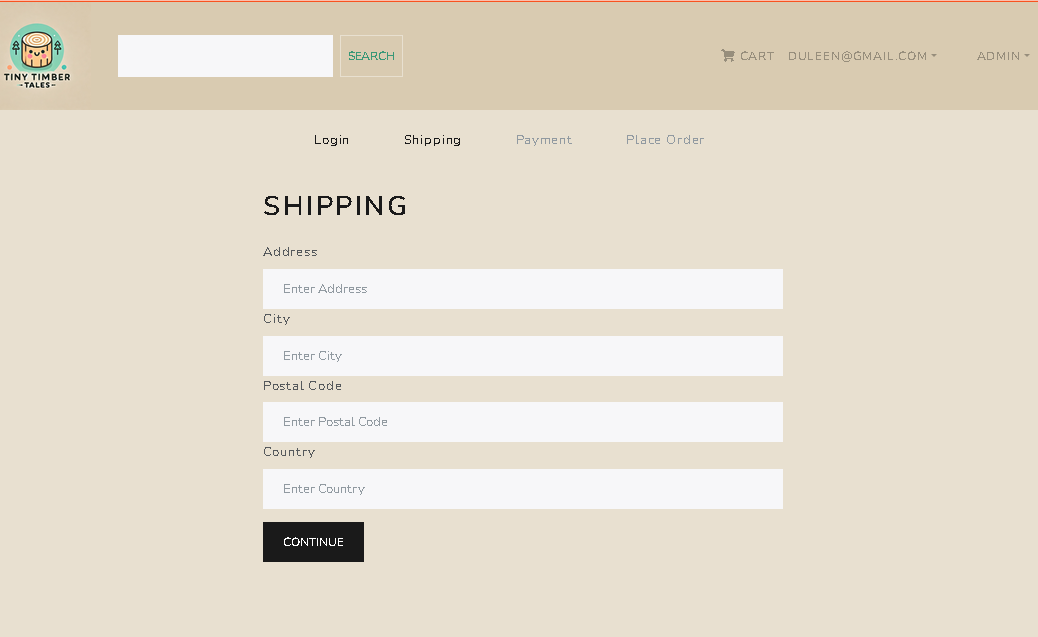 TINY TIMBER
-TALES-
SEARCH
CART DULEEN@GMAIL.COM ADMIN
Login Shipping Payment Place Order
SHIPPING
Address
Enter Address
City
Enter City
Postal Code
Enter Postal Code
Country
Enter Country
CONTINUE